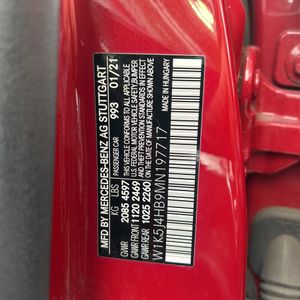 MFD BY MERCEDES-BENZ AG STUTTGART
PASSENGER CAR 993 01/21
THIS VEHICLE CONFORMS TO ALL APPLICABLE
U.S. FEDERAL MOTOR VEHICLE SAFETY,BUMPER
AND THEFT PREVENTION STANDARDS IN EFFECT ON
THE DATE OF MANUFACTURE SHOWN ABOVE
MADE IN HUNGARY
KG LBS
GVWR 2085 4597
GAWR FRONT 1120 2469
GAWR REAR 1025 2260
W1K5J4HB9MN197717